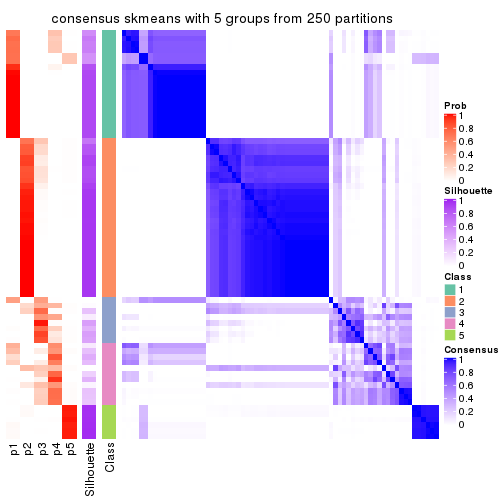 consensus skmeans with 5 groups from 250 partitions
Prob
1
0.8
0.6
0.4
0.2
0
Silhouette
1
0.8
0.6
0.4
0.2
0
Class
1
2
3
4
5
Consensus
1
0.8
0.6
0.4
0.2
0
p1
p2
p3
p4
p5
Silhouette
Class